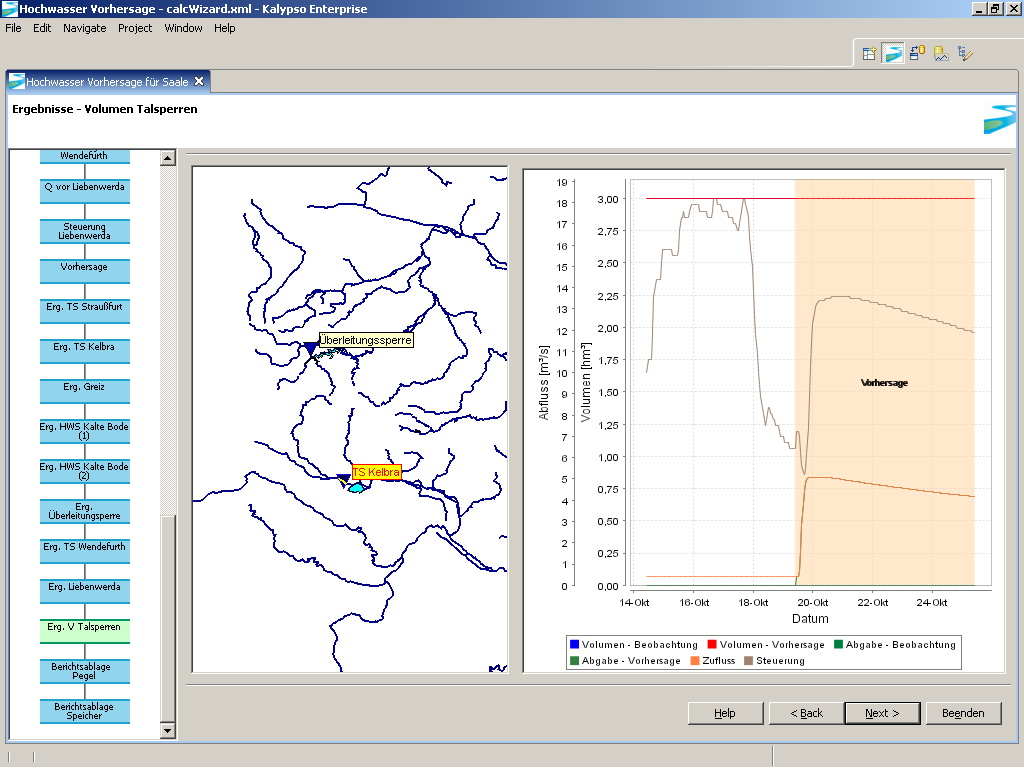 Hochwasser Vorhersage - calcWizard.xml - Kalypso Enterprise
File Edit Navigate Project Window Help
Hochwasser Vorhersage für Saale
Ergebnisse - Volumen Talsperren
Wendefurth
Q vor Liebenwerda
Steuerung
Liebenwerda
Vorhersage
Erg. TS Straußfurt
Erg. TS Kelbra
Erg. Greiz
Erg. HWS Kalte Bode
(1)
Erg. HWS Kalte Bode
(2)
Erg.
Überleitungsperre
Erg. TS Wendefurth
Erg. Liebenwerda
Erg. V Talsperren
Berichtsablage
Pegel
Berichtsablage
Speicher
Überleitungssperre
TS Kelbra
19
18
17
16
15
14
13
12
11
10
9
8
7
6
5
4
3
2
1
0
Abfluss [m³/s]
3,00
2,75
2,50
2,25
2,00
1,75
1,50
1,25
1,00
0,75
0,50
0,25
0,00
Volumen [hm³]
Vorhersage
14-Okt 16-Okt 18-Okt 20-Okt 22-Okt 24-Okt
Datum
Volumen - Beobachtung Volumen - Vorhersage Abgabe - Beobachtung
Abgabe - Vorhersage Zufluss Steuerung
Help < Back Next > Beenden